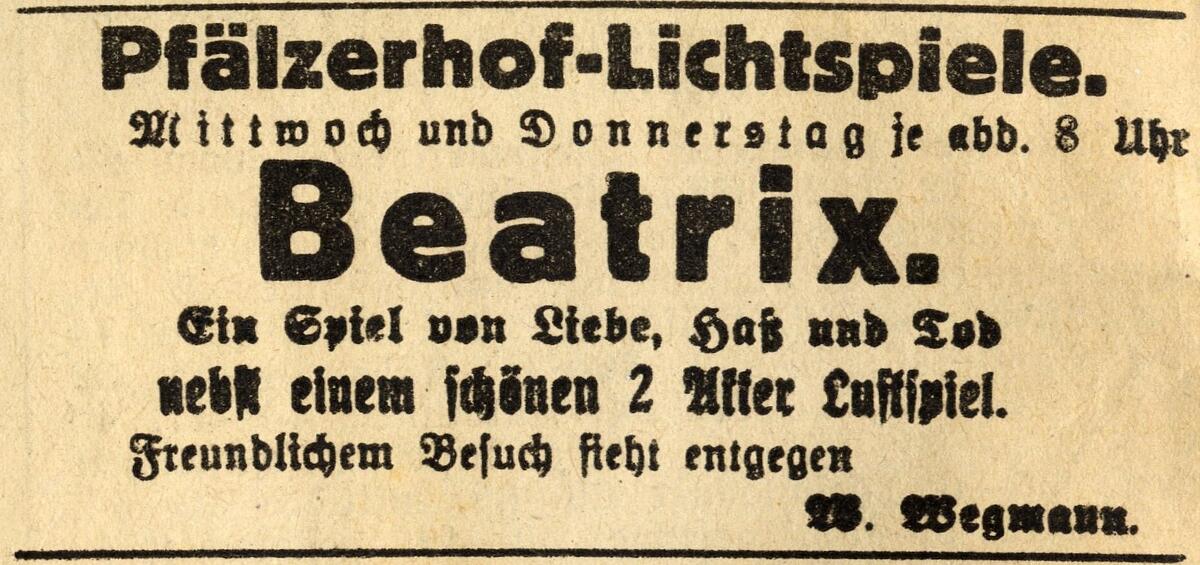 Pfälzerhof-Lichtspiele.
Mittwoch und Donnerstag je abd. 8 Uhr
Beatrix.
Ein Spiel von Liebe, Haß und Tod
nebst einem schönen 2 Akter Lustspiel.
Freundlichem Besuch sieht entgegen
W. Wegmann.